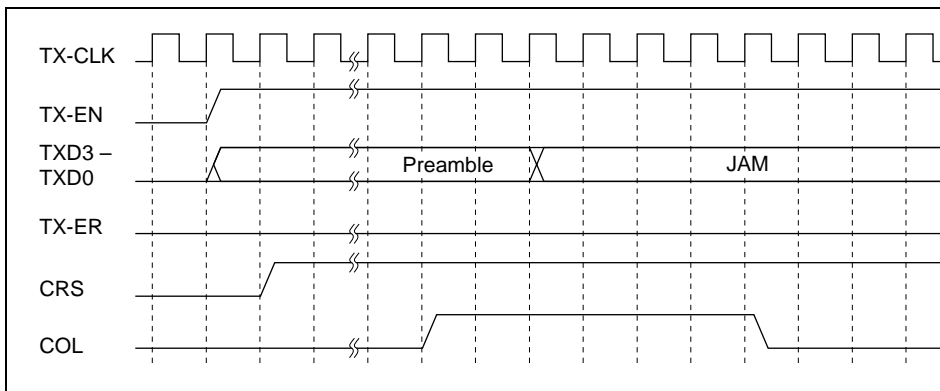 TX-CLK
TX-EN
TXD3 –
TXD0
Preamble
JAM
TX-ER
CRS
COL